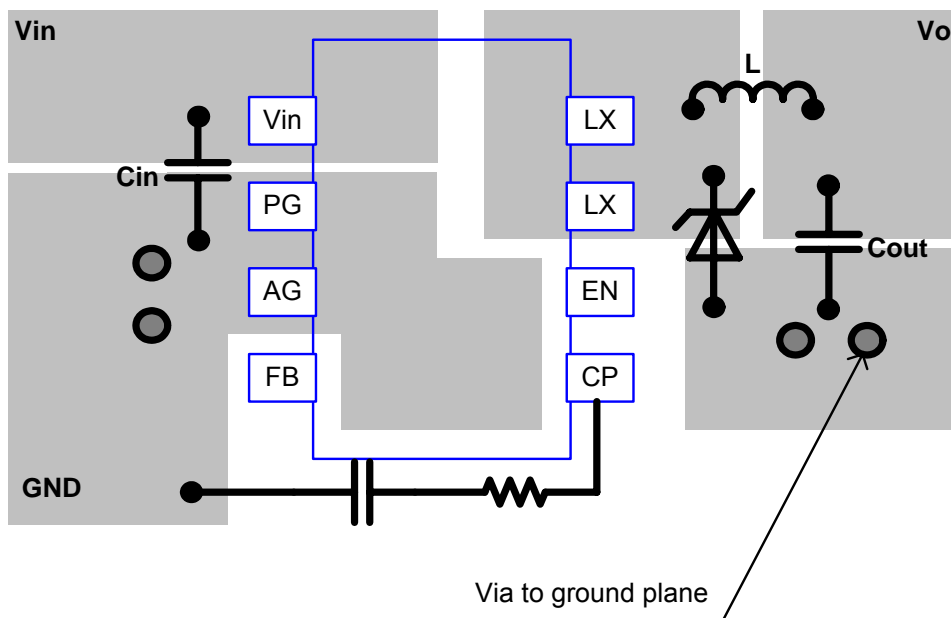 Vin
Vo
L
Vin
LX
Cin
PG
LX
Cout
AG
EN
FB
CP
GND
Via to ground plane